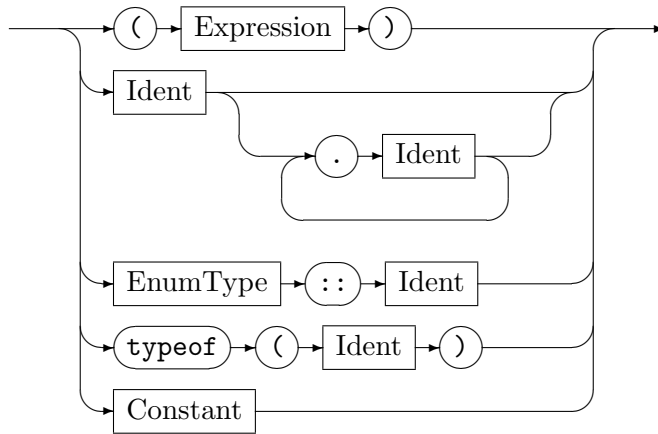 ( Expression )
Ident
. Ident
EnumType :: Ident
typeof ( Ident )
Constant